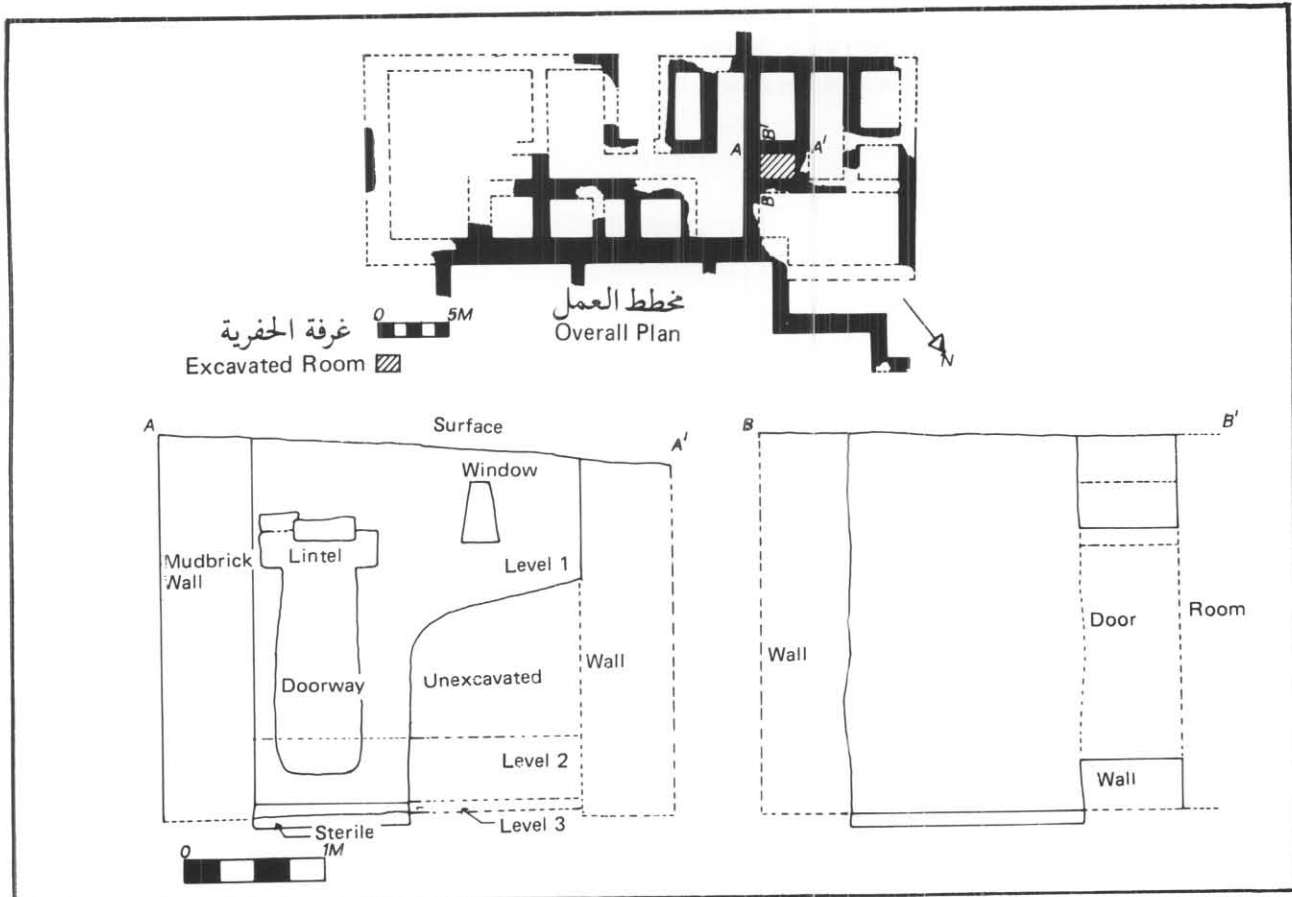 B'
A
A'
B
مخطط العمل
Overall Plan
0 5M
غرفة الحفرية
Excavated Room
N
A
Surface
A'
Window
Mudbrick
Wall
Lintel
Level 1
Wall
Doorway
Unexcavated
Level 2
Level 3
Sterile
0 1M
B
B'
Wall
Door
Room
Wall